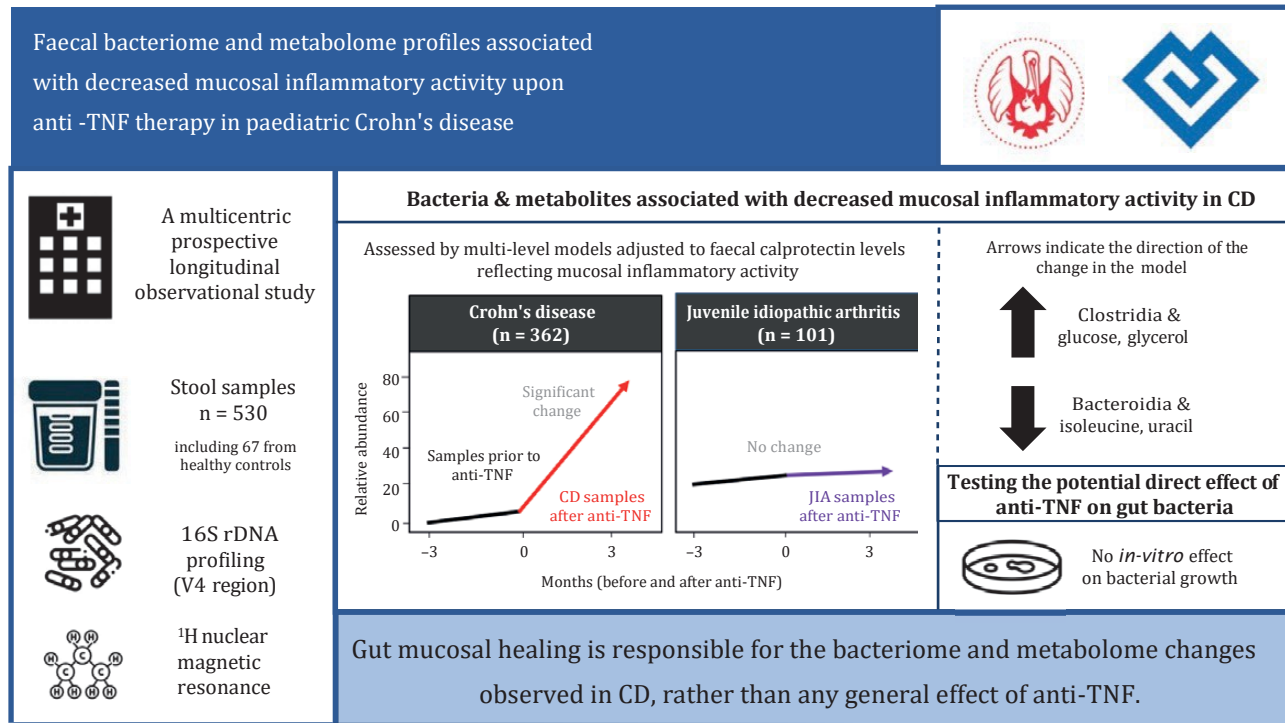 Faecal bacteriome and metabolome profiles associated
with decreased mucosal inflammatory activity upon
anti -TNF therapy in paediatric Crohn's disease
A multicentric
prospective
longitudinal
observational study
Stool samples
n = 530
including 67 from
healthy controls
16S rDNA
profiling
(V4 region)
¹H nuclear
magnetic
resonance
H H
H C H
C C
H H H H
Bacteria & metabolites associated with decreased mucosal inflammatory activity in CD
Assessed by multi-level models adjusted to faecal calprotectin levels
reflecting mucosal inflammatory activity
Crohn's disease
(n = 362)
Juvenile idiopathic arthritis
(n = 101)
Relative abundance
80
60
40
20
0
Significant
change
Samples prior to
anti-TNF
CD samples
after anti-TNF
No change
JIA samples
after anti-TNF
−3 0 3
−3 0 3
Months (before and after anti-TNF)
Arrows indicate the direction of the
change in the model
Clostridia &
glucose, glycerol
Bacteroidia &
isoleucine, uracil
Testing the potential direct effect of
anti-TNF on gut bacteria
No in-vitro effect
on bacterial growth
Gut mucosal healing is responsible for the bacteriome and metabolome changes
observed in CD, rather than any general effect of anti-TNF.